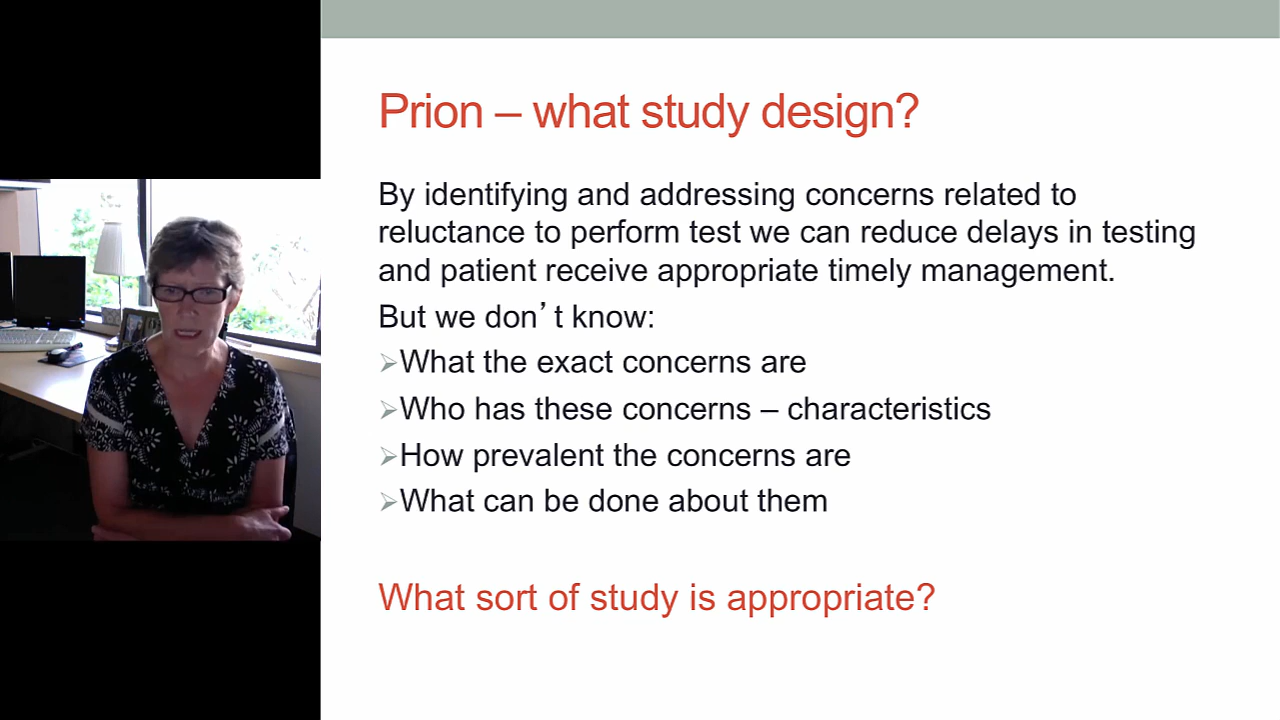 Prion – what study design?
By identifying and addressing concerns related to
reluctance to perform test we can reduce delays in testing
and patient receive appropriate timely management.
But we don’t know:
➢What the exact concerns are
➢Who has these concerns – characteristics
➢How prevalent the concerns are
➢What can be done about them
What sort of study is appropriate?